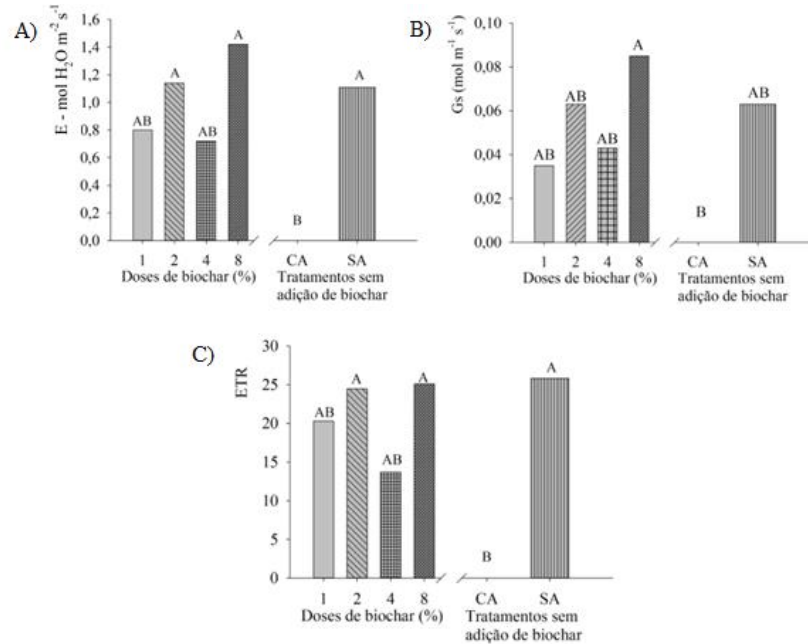 A)
E - mol H₂O m⁻² s⁻¹
1,6
1,4
1,2
1,0
0,8
0,6
0,4
0,2
0,0
AB
A
AB
A
B
A
1 2 4 8 CA SA
Doses de biochar (%) Tratamentos sem
adição de biochar
B)
Gs (mol m⁻¹ s⁻¹)
0,10
0,08
0,06
0,04
0,02
0,00
AB
AB
AB
A
B
AB
1 2 4 8 CA SA
Doses de biochar (%) Tratamentos sem
adição de biochar
C)
ETR
30
25
20
15
10
5
0
AB
A
AB
A
B
A
1 2 4 8 CA SA
Doses de biochar (%) Tratamentos sem
adição de biochar